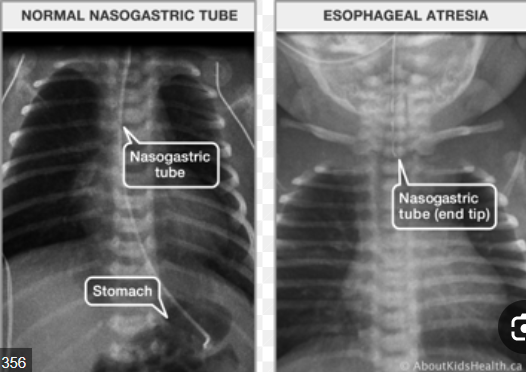 NORMAL NASOGASTRIC TUBE
Nasogastric
tube
Stomach
356
ESOPHAGEAL ATRESIA
Nasogastric
tube (end tip)
© AboutKidsHealth.ca